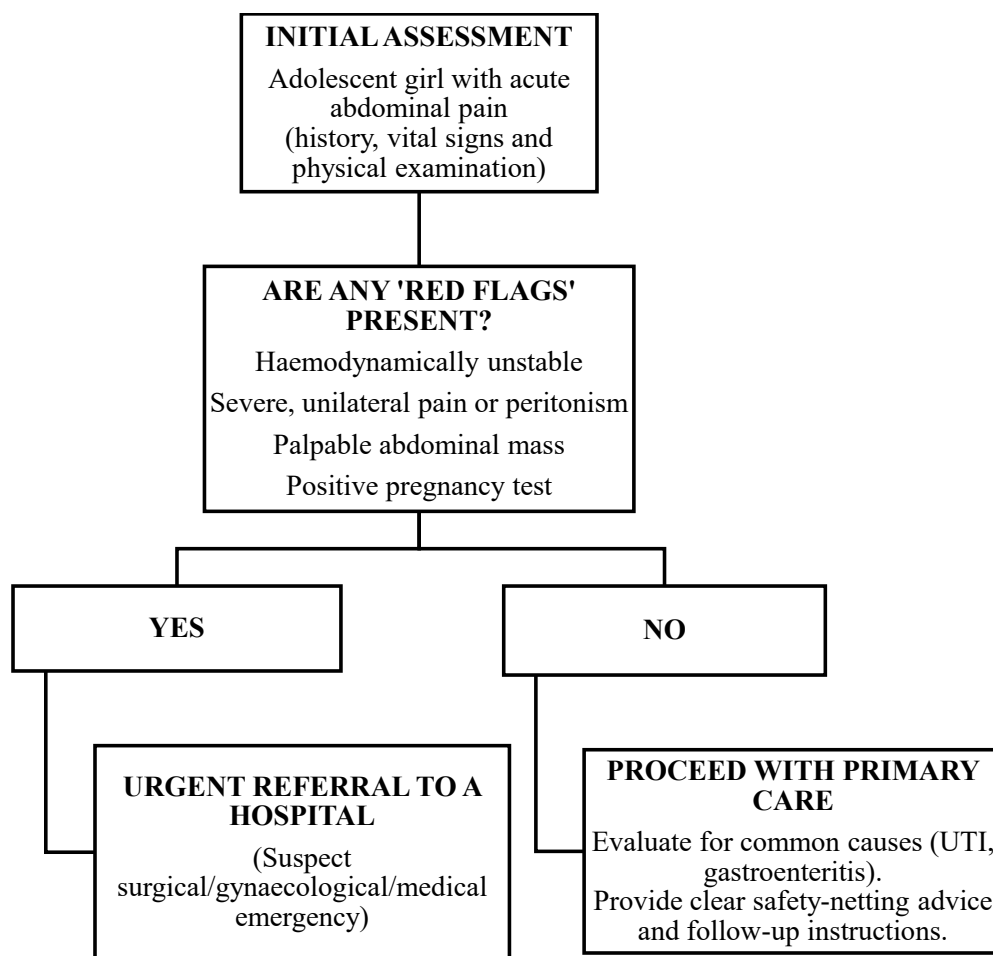 INITIAL ASSESSMENT
Adolescent girl with acute
abdominal pain
(history, vital signs and
physical examination)
ARE ANY 'RED FLAGS'
PRESENT?
Haemodynamically unstable
Severe, unilateral pain or peritonism
Palpable abdominal mass
Positive pregnancy test
YES
NO
URGENT REFERRAL TO A
HOSPITAL
(Suspect
surgical/gynaecological/medical
emergency)
PROCEED WITH PRIMARY
CARE
Evaluate for common causes (UTI,
gastroenteritis).
Provide clear safety-netting advice
and follow-up instructions.